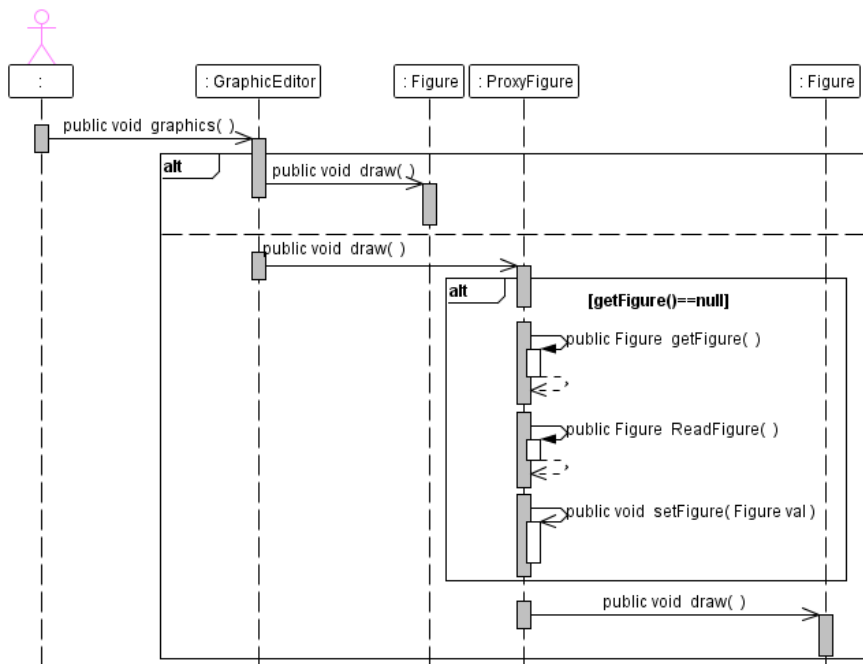 :
: GraphicEditor
: Figure
: ProxyFigure
: Figure
public void graphics( )
alt
public void draw( )
public void draw( )
alt
[getFigure()==null]
public Figure getFigure( )
public Figure ReadFigure( )
public void setFigure( Figure val )
public void draw( )